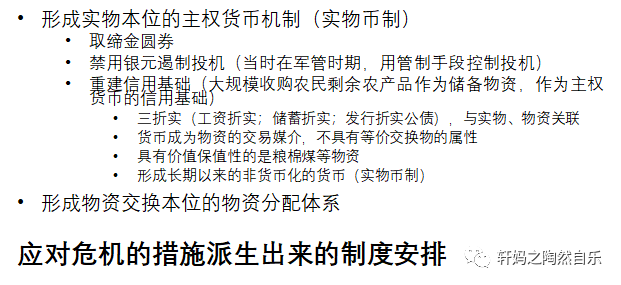 • 形成实物本位的主权货币机制（实物币制）
• 取缔金圆券
• 禁用银元遏制投机（当时在军管时期，用管制手段控制投机）
• 重建信用基础（大规模收购农民剩余农产品作为储备物资，作为主权
货币的信用基础）
• 三折实（工资折实；储蓄折实；发行折实公债），与实物、物资关联
• 货币成为物资的交易媒介，不具有等价交换物的属性
• 具有价值保值性的是粮棉煤等物资
• 形成长期以来的非货币化的货币（实物币制）
• 形成物资交换本位的物资分配体系
应对危机的措施派生出来的制度安排
轩妈之陶然自乐